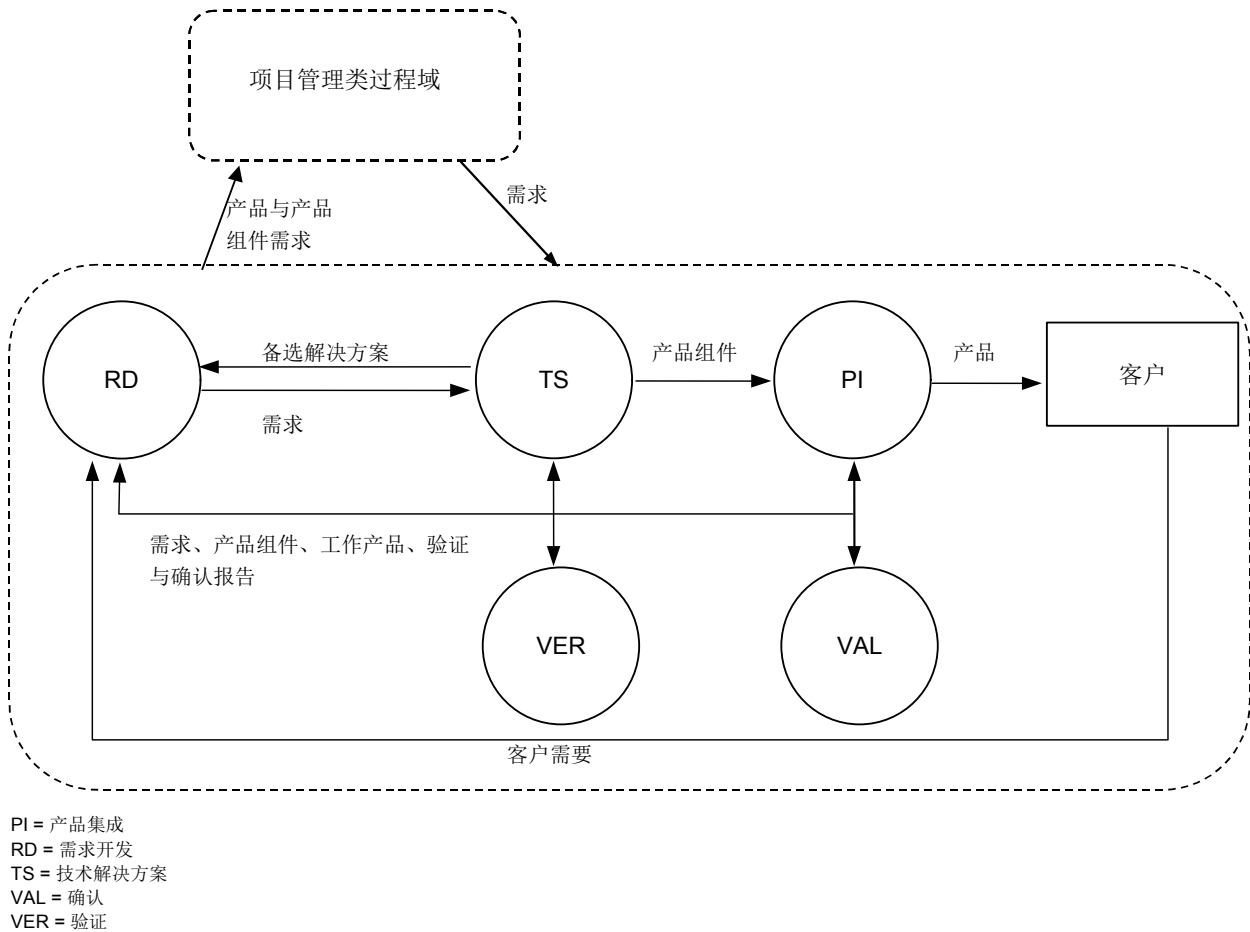 项目管理类过程域
需求
产品与产品
组件需求
备选解决方案
产品组件
产品
RD
TS
PI
客户
需求
需求、产品组件、工作产品、验证
与确认报告
VER
VAL
客户需要
PI = 产品集成
RD = 需求开发
TS = 技术解决方案
VAL = 确认
VER = 验证